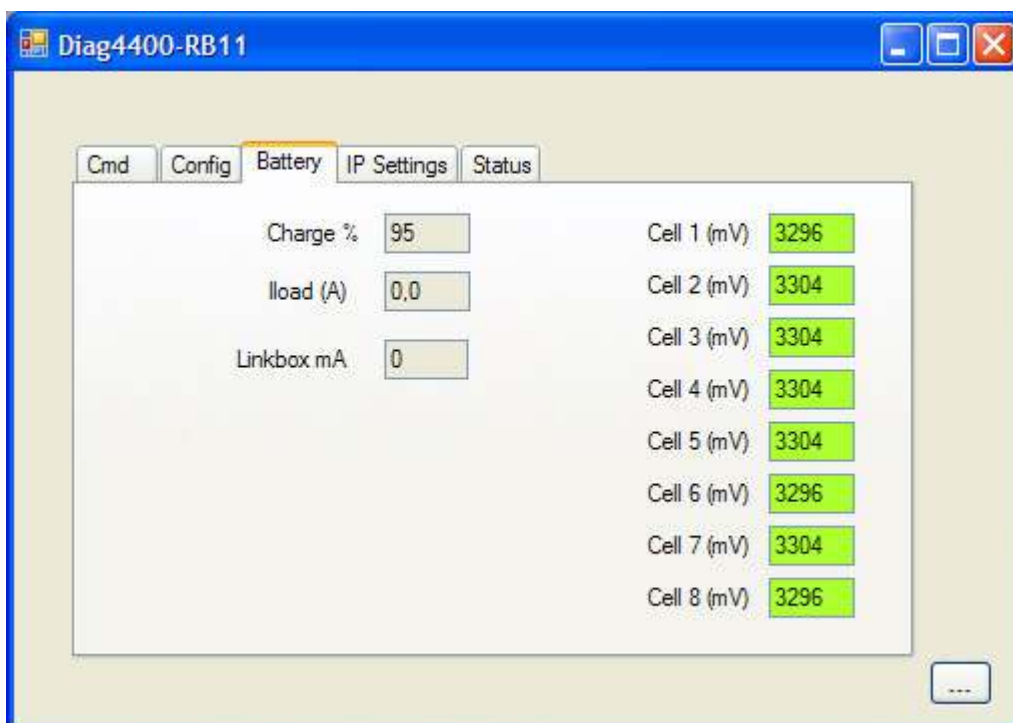 Diag4400-RB11
Cmd Config Battery IP Settings Status
Charge % 95
Iload (A) 0,0
Linkbox mA 0
Cell 1 (mV) 3296
Cell 2 (mV) 3304
Cell 3 (mV) 3304
Cell 4 (mV) 3304
Cell 5 (mV) 3304
Cell 6 (mV) 3296
Cell 7 (mV) 3304
Cell 8 (mV) 3296
...